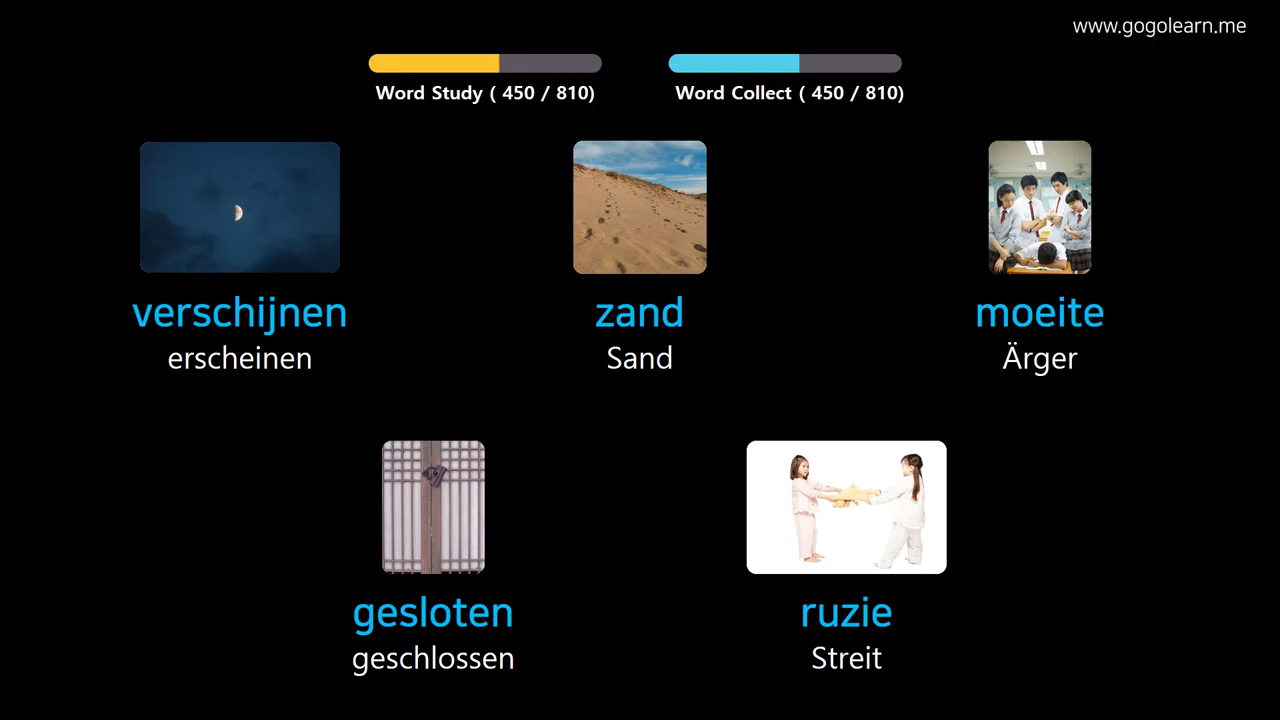 www.gogolearn.me
Word Study ( 450 / 810)
Word Collect ( 450 / 810)
verschijnen
erscheinen
zand
Sand
moeite
Ärger
gesloten
geschlossen
ruzie
Streit